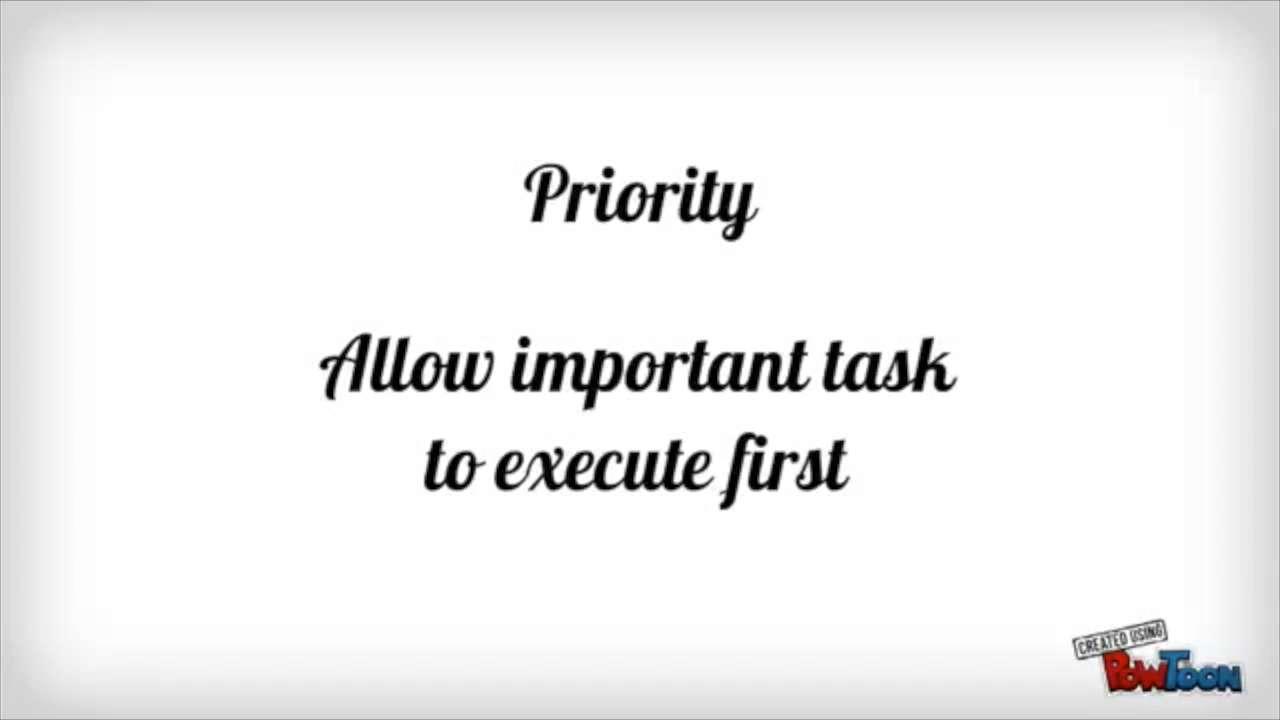 Priority
Allow important task
to execute first
CREATED USING
POWTOON